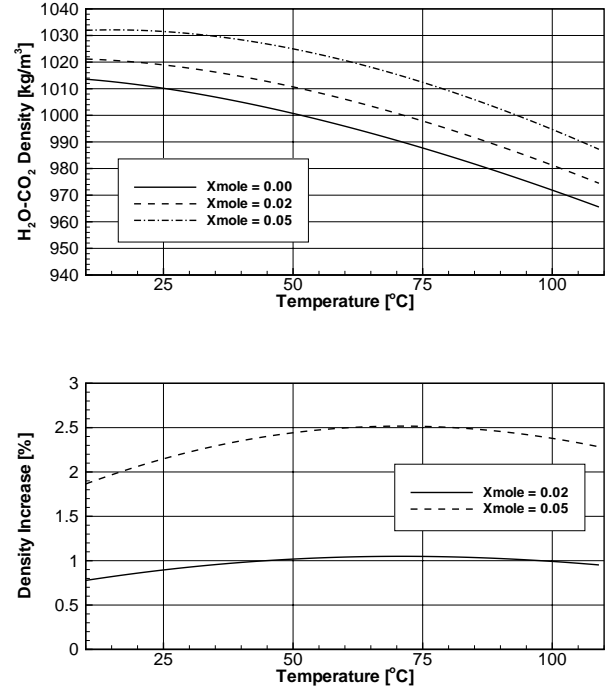 1040
1030
1020
1010
1000
990
980
970
960
950
940
H₂O-CO₂ Density [kg/m³]
Xmole = 0.00
Xmole = 0.02
Xmole = 0.05
25
50
75
100
Temperature [°C]
3
2.5
2
1.5
1
0.5
0
Density Increase [%]
Xmole = 0.02
Xmole = 0.05
25
50
75
100
Temperature [°C]